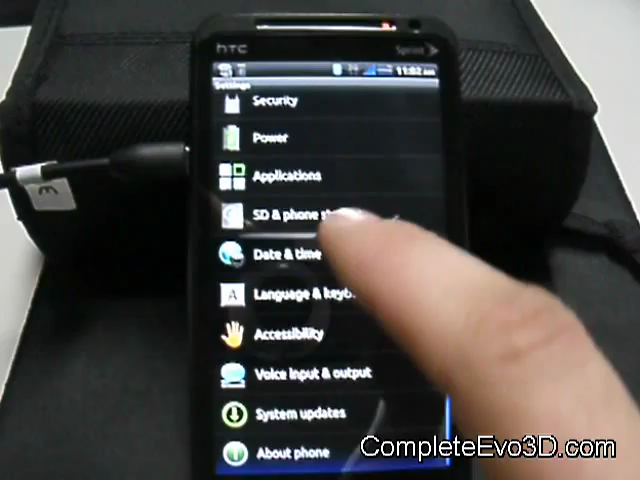 hTC
Sprint
11:02 AM
Settings
Security
Power
Applications
SD & phone
Date & time
Language &
Accessibility
Voice input & output
System updates
About phone
CompleteEvo3D.com